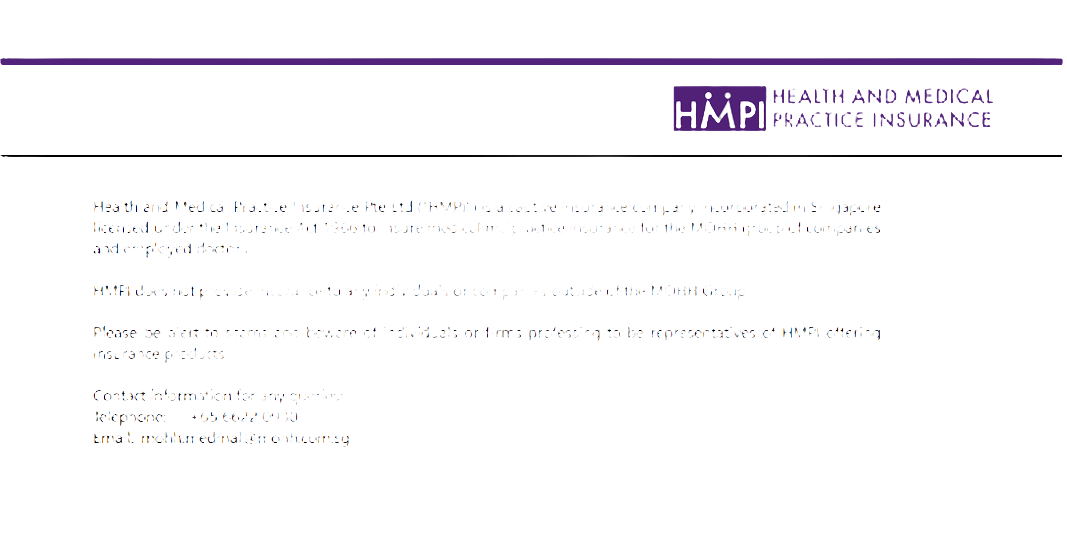 HMPI HEALTH AND MEDICAL
PRACTICE INSURANCE
Health and Medical Practice Insurance Pte Ltd ("HMPI") is a captive insurance company incorporated in Singapore
licensed under the Insurance Act 1966 to insure medical malpractice insurance for the MOHH group of companies
and employed doctors.
HMPI does not provide insurance to any individuals or companies outside of the MOHH Group.
Please be alert to scams and beware of individuals or firms professing to be representatives of HMPI offering
insurance products.
Contact information for any queries:
Telephone: +65 6622
Email: